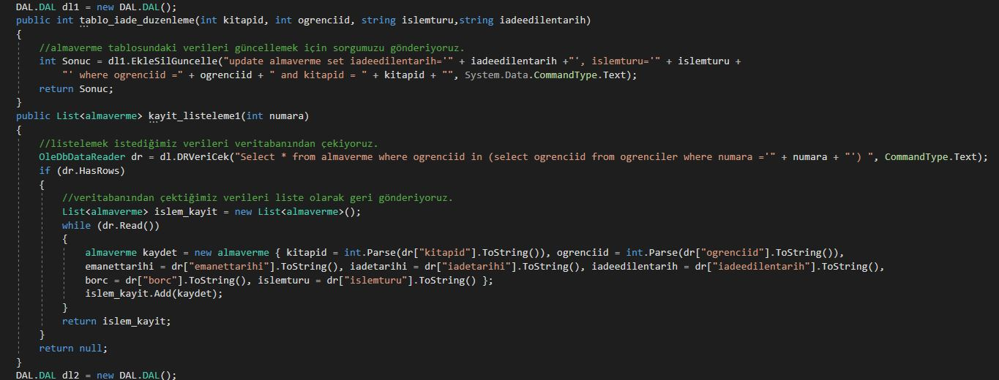 DAL.DAL dl1 = new DAL.DAL();
public int tablo_iade_duzenleme(int kitapid, int ogrenciid, string islemturu,string iadeedilentarih)
{
//almaverme tablosundaki verileri güncellemek için sorgumuzu gönderiyoruz.
int Sonuc = dl1.EkleSilGuncelle("update almaverme set iadeedilentarih='" + iadeedilentarih +"', islemturu='" + islemturu +
"' where ogrenciid =" + ogrenciid + " and kitapid = " + kitapid + "", System.Data.CommandType.Text);
return Sonuc;
}
public List<almaverme> kayit_listeleme1(int numara)
{
//listelemek istediğimiz verileri veritabanından çekiyoruz.
OleDbDataReader dr = dl.DRVeriCek("Select * from almaverme where ogrenciid in (select ogrenciid from ogrenciler where numara ='" + numara + "') ", CommandType.Text);
if (dr.HasRows)
{
//veritabanından çektiğimiz verileri liste olarak geri gönderiyoruz.
List<almaverme> islem_kayit = new List<almaverme>();
while (dr.Read())
{
almaverme kaydet = new almaverme { kitapid = int.Parse(dr["kitapid"].ToString()), ogrenciid = int.Parse(dr["ogrenciid"].ToString()),
emanettarihi = dr["emanettarihi"].ToString(), iadetarihi = dr["iadetarihi"].ToString(), iadeedilentarih = dr["iadeedilentarih"].ToString(),
borc = dr["borc"].ToString(), islemturu = dr["islemturu"].ToString() };
islem_kayit.Add(kaydet);
}
return islem_kayit;
}
return null;
}
DAL.DAL dl2 = new DAL.DAL();